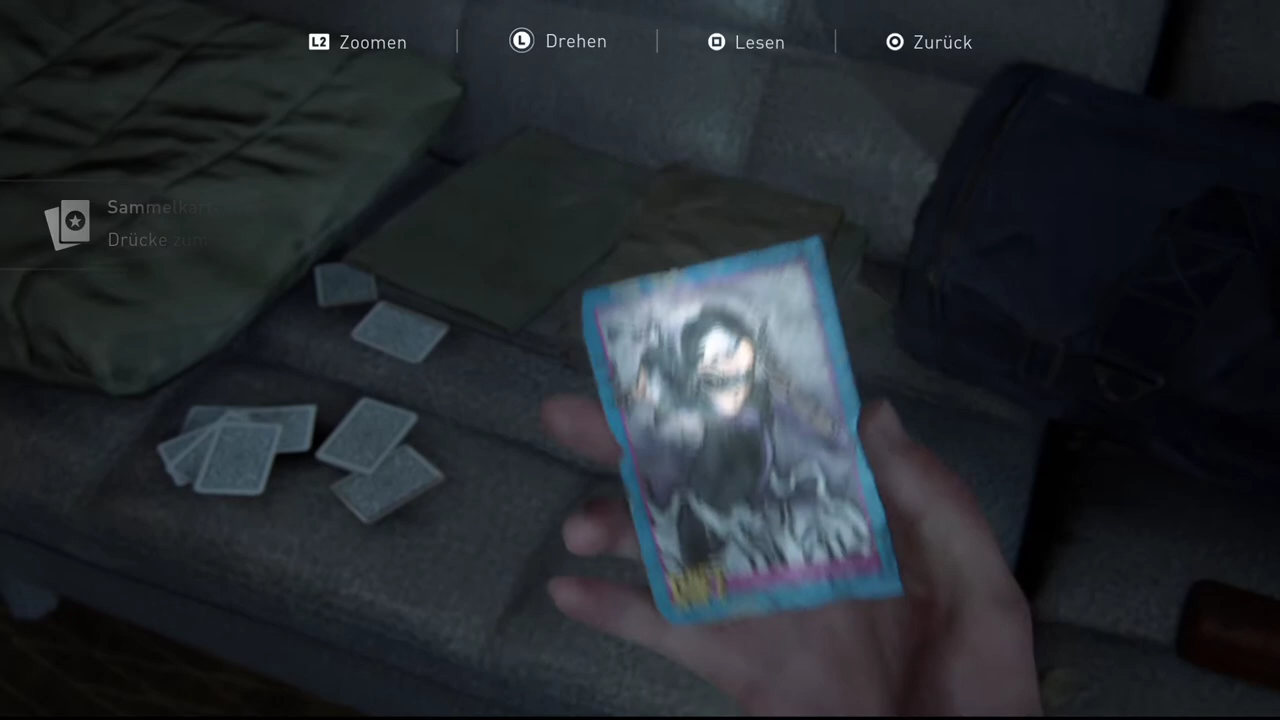 L2 Zoomen
L Drehen
Lesen
Zurück
Sammelkar
Drücke zum